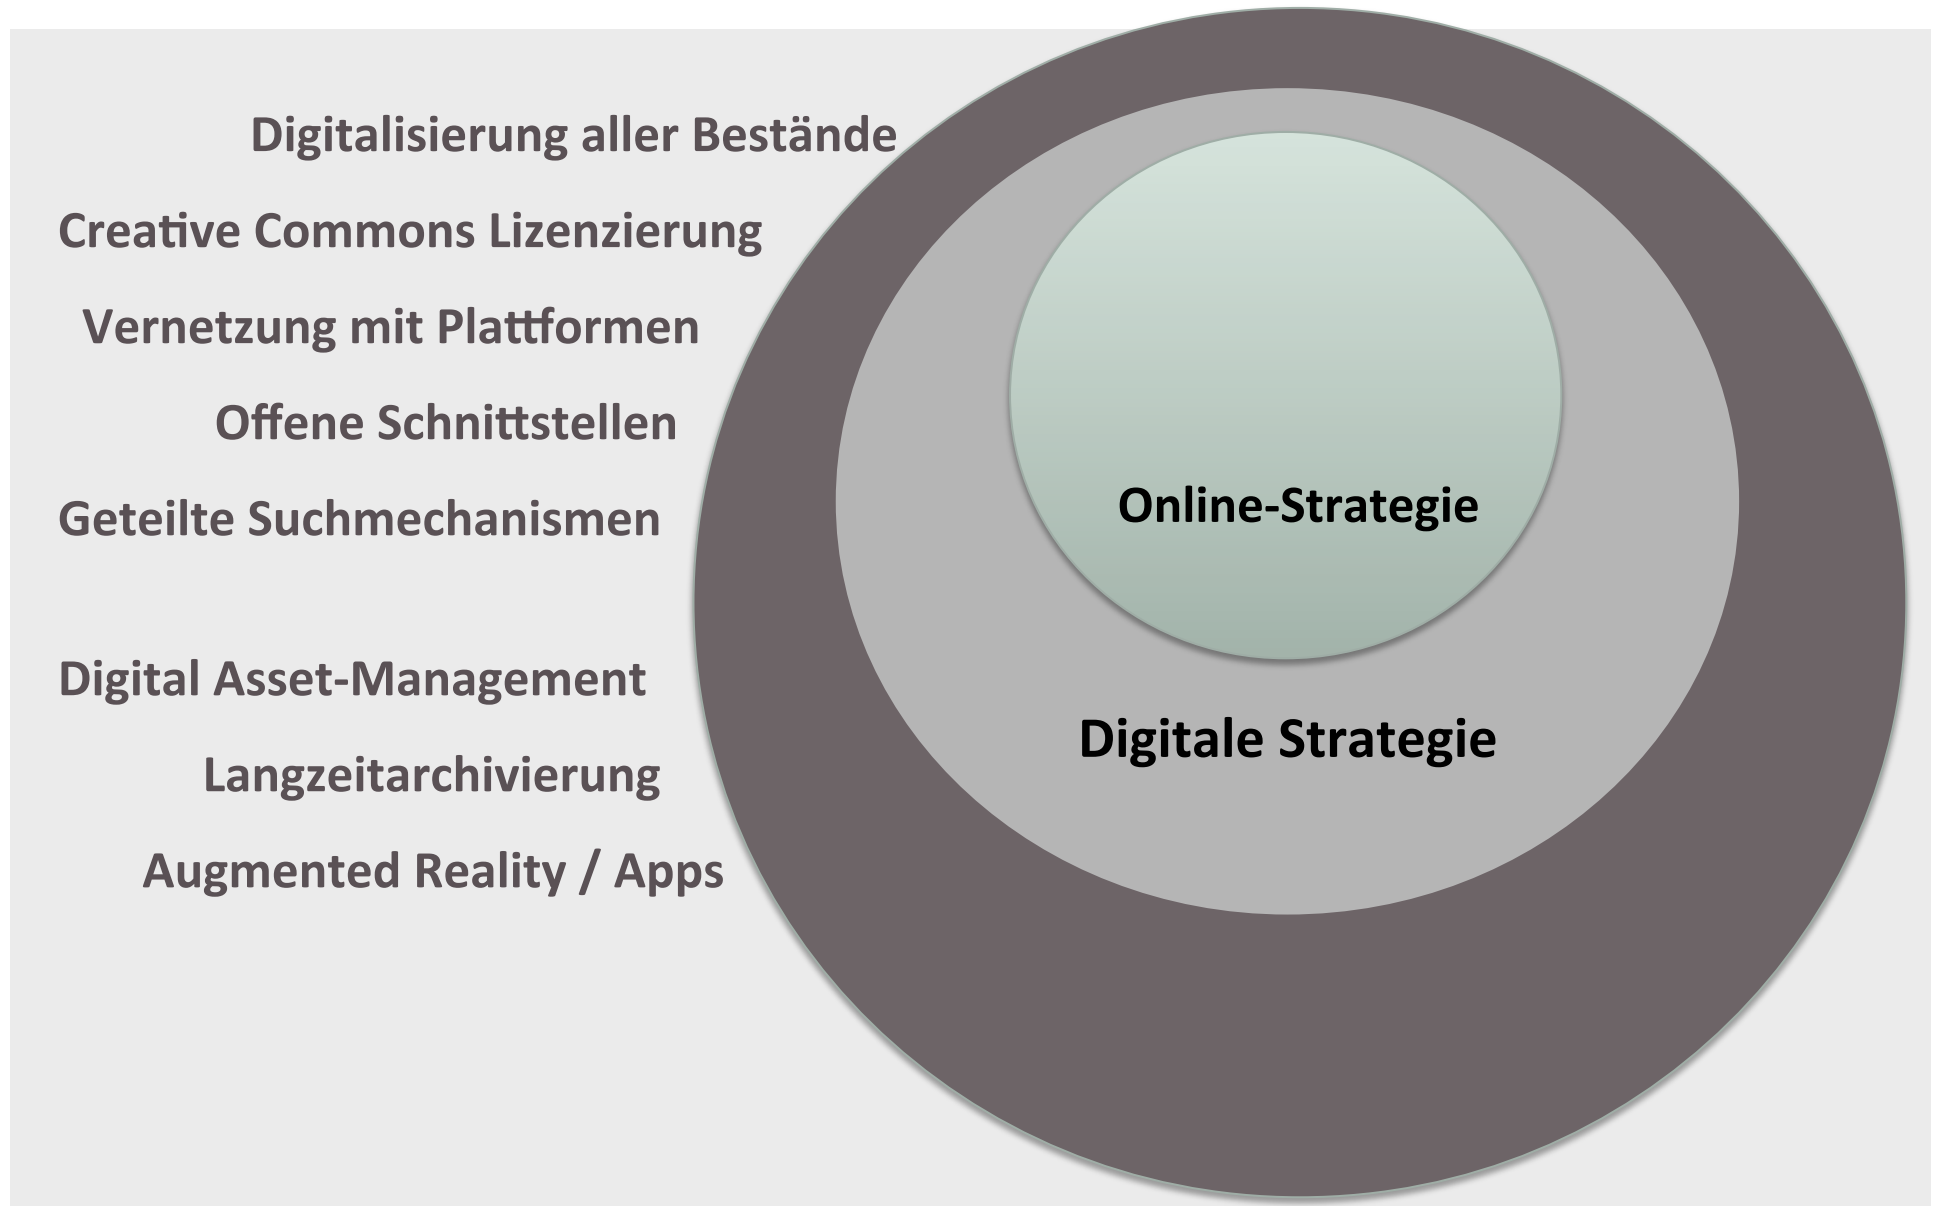 Digitalisierung aller Bestände
Creative Commons Lizenzierung
Vernetzung mit Plattformen
Offene Schnittstellen
Geteilte Suchmechanismen
Digital Asset-Management
Langzeitarchivierung
Augmented Reality / Apps
Online-Strategie
Digitale Strategie